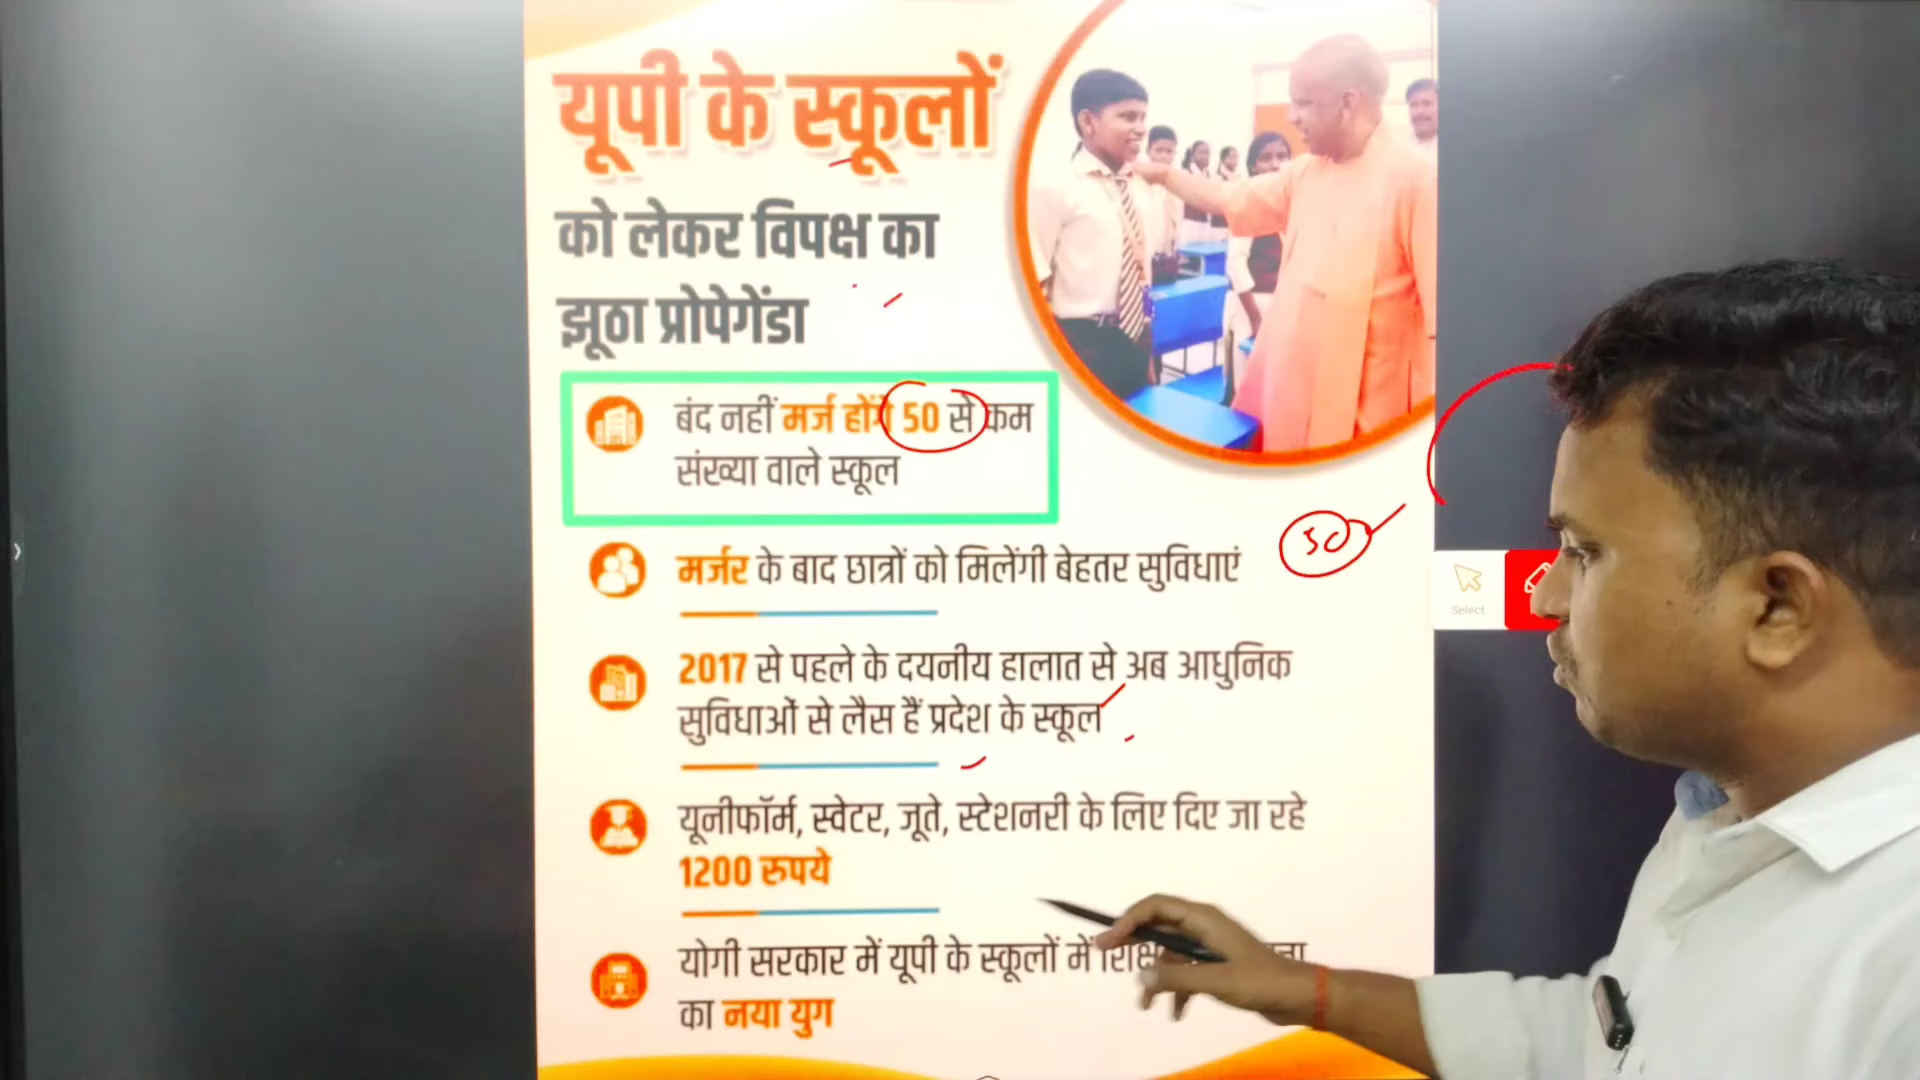 यूपी के स्कूलों
को लेकर विपक्ष का
झूठा प्रोपेगेंडा
बंद नहीं मर्ज होंगे 50 से कम
संख्या वाले स्कूल
50
मर्जर के बाद छात्रों को मिलेंगी बेहतर सुविधाएं
Select
2017 से पहले के दयनीय हालात से अब आधुनिक
सुविधाओं से लैस हैं प्रदेश के स्कूल
यूनीफॉर्म, स्वेटर, जूते, स्टेशनरी के लिए दिए जा रहे
1200 रुपये
योगी सरकार में यूपी के स्कूलों में
का नया युग